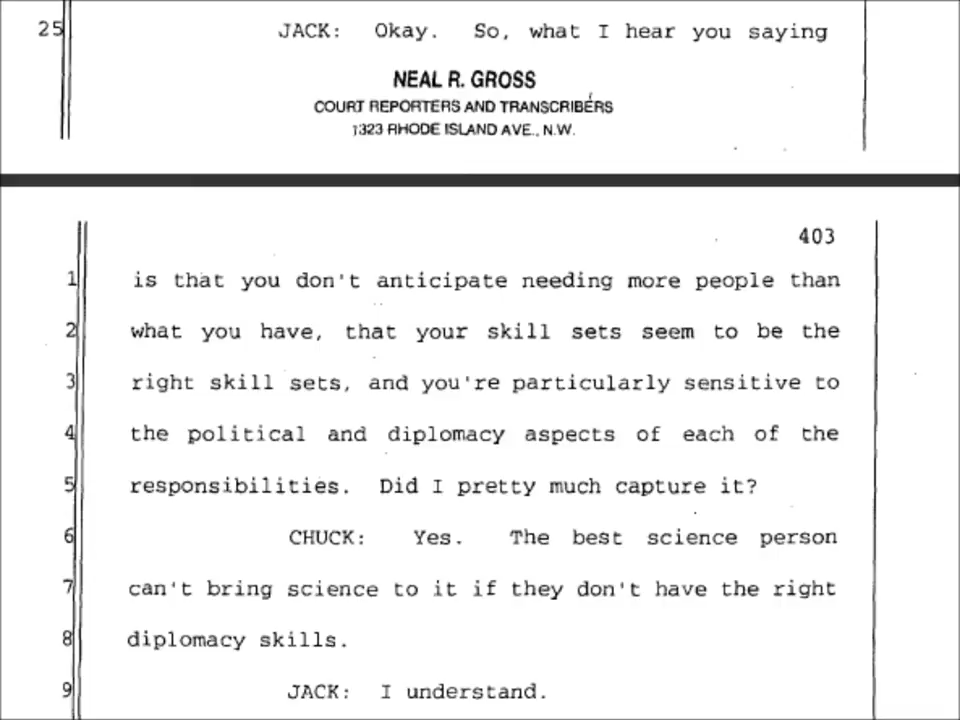 25 JACK: Okay. So, what I hear you saying
NEAL R. GROSS
COURT REPORTERS AND TRANSCRIBERS
1323 RHODE ISLAND AVE., N.W.
403
1 is that you don't anticipate needing more people than
2 what you have, that your skill sets seem to be the
3 right skill sets, and you're particularly sensitive to
4 the political and diplomacy aspects of each of the
5 responsibilities. Did I pretty much capture it?
6 CHUCK: Yes. The best science person
7 can't bring science to it if they don't have the right
8 diplomacy skills.
9 JACK: I understand.